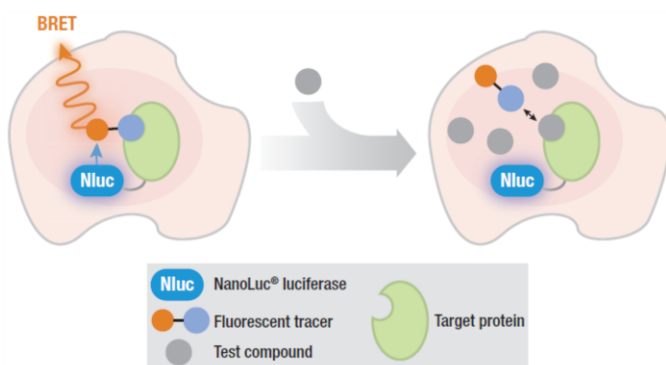 BRET
Nluc
Nluc
Nluc NanoLuc® luciferase
Fluorescent tracer
Target protein
Test compound